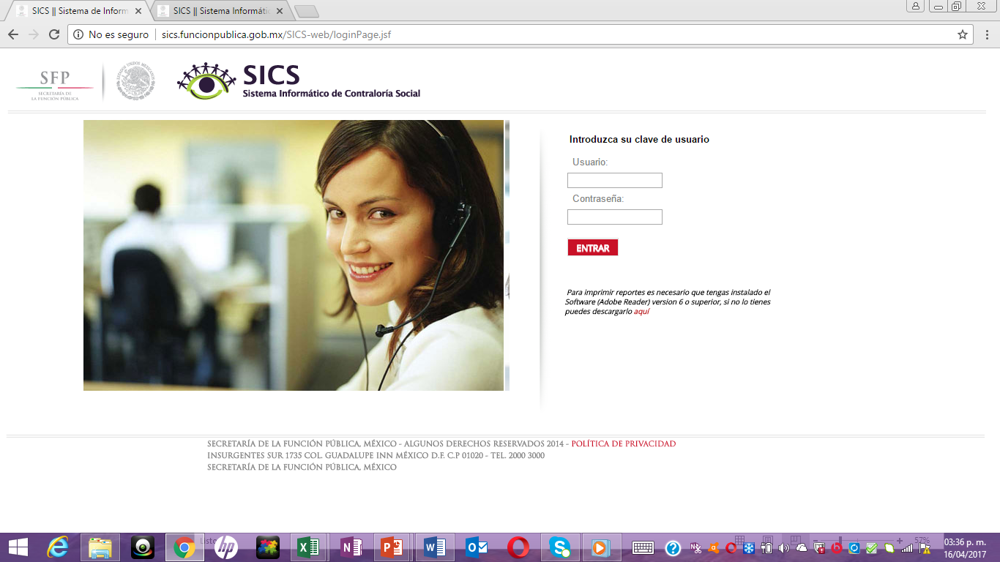 SICS || Sistema de Inform
SICS || Sistema Informátic
No es seguro
sics.funcionpublica.gob.mx/SICS-web/loginPage.jsf
SFP
SECRETARÍA DE
LA FUNCIÓN PÚBLICA
ESTADOS UNIDOS MEXICANOS
SICS
Sistema Informático de Contraloría Social
Introduzca su clave de usuario
Usuario:
Contraseña:
ENTRAR
Para imprimir reportes es necesario que tengas instalado el
Software (Adobe Reader) version 6 o superior, si no lo tienes
puedes descargarlo aquí
SECRETARÍA DE LA FUNCIÓN PÚBLICA, MÉXICO - ALGUNOS DERECHOS RESERVADOS 2014 - POLÍTICA DE PRIVACIDAD
INSURGENTES SUR 1735 COL. GUADALUPE INN MÉXICO D.F. C.P 01020 - TEL. 2000 3000
SECRETARÍA DE LA FUNCIÓN PÚBLICA, MÉXICO
Listo
57%
03:36 p. m.
16/04/2017